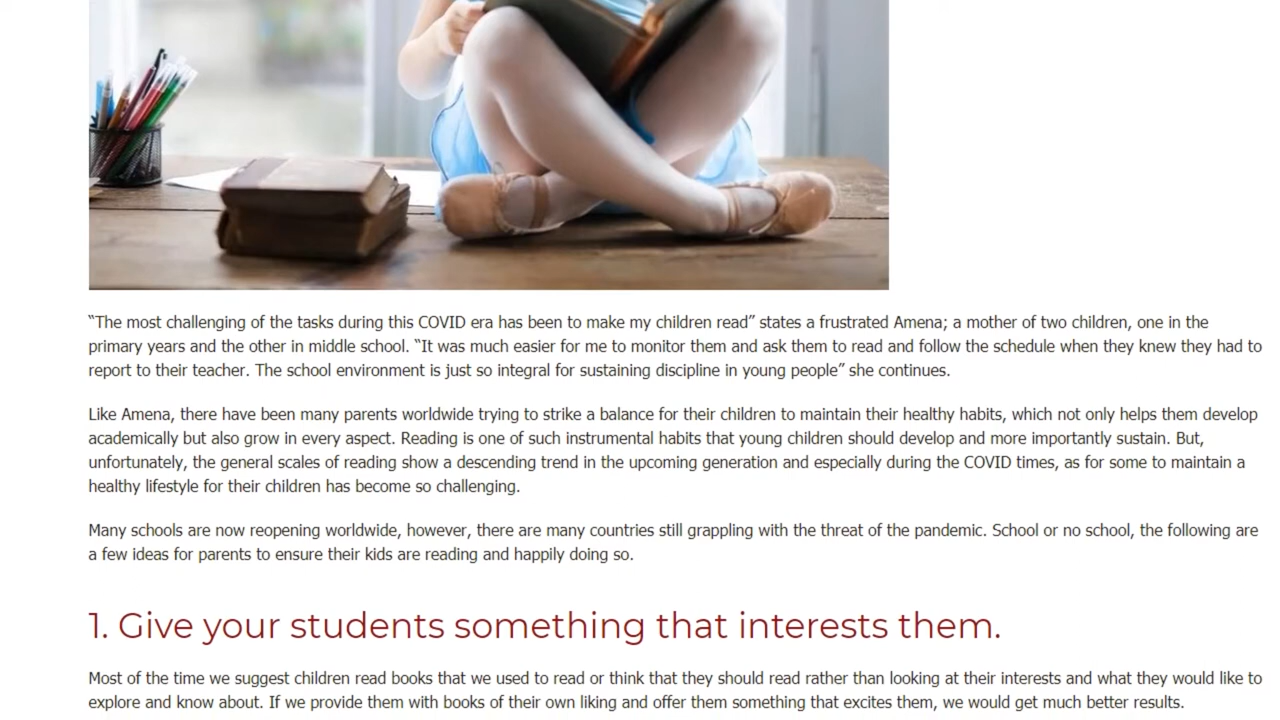 “The most challenging of the tasks during this COVID era has been to make my children read” states a frustrated Amena; a mother of two children, one in the
primary years and the other in middle school. “It was much easier for me to monitor them and ask them to read and follow the schedule when they knew they had to
report to their teacher. The school environment is just so integral for sustaining discipline in young people” she continues.
Like Amena, there have been many parents worldwide trying to strike a balance for their children to maintain their healthy habits, which not only helps them develop
academically but also grow in every aspect. Reading is one of such instrumental habits that young children should develop and more importantly sustain. But,
unfortunately, the general scales of reading show a descending trend in the upcoming generation and especially during the COVID times, as for some to maintain a
healthy lifestyle for their children has become so challenging.
Many schools are now reopening worldwide, however, there are many countries still grappling with the threat of the pandemic. School or no school, the following are
a few ideas for parents to ensure their kids are reading and happily doing so.
1. Give your students something that interests them.
Most of the time we suggest children read books that we used to read or think that they should read rather than looking at their interests and what they would like to
explore and know about. If we provide them with books of their own liking and offer them something that excites them, we would get much better results.